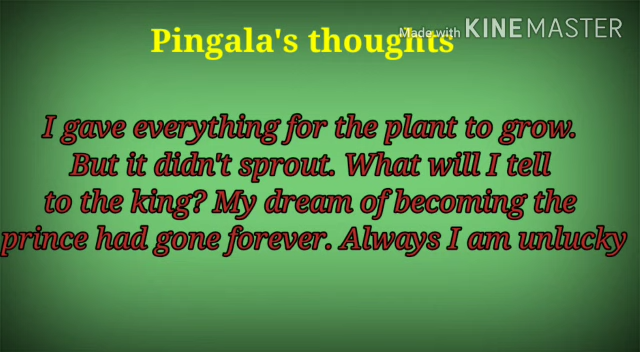 Made with KINEMASTER
Pingala's thoughts
I gave everything for the plant to grow.
But it didn't sprout. What will I tell
to the king? My dream of becoming the
prince had gone forever. Always I am unlucky